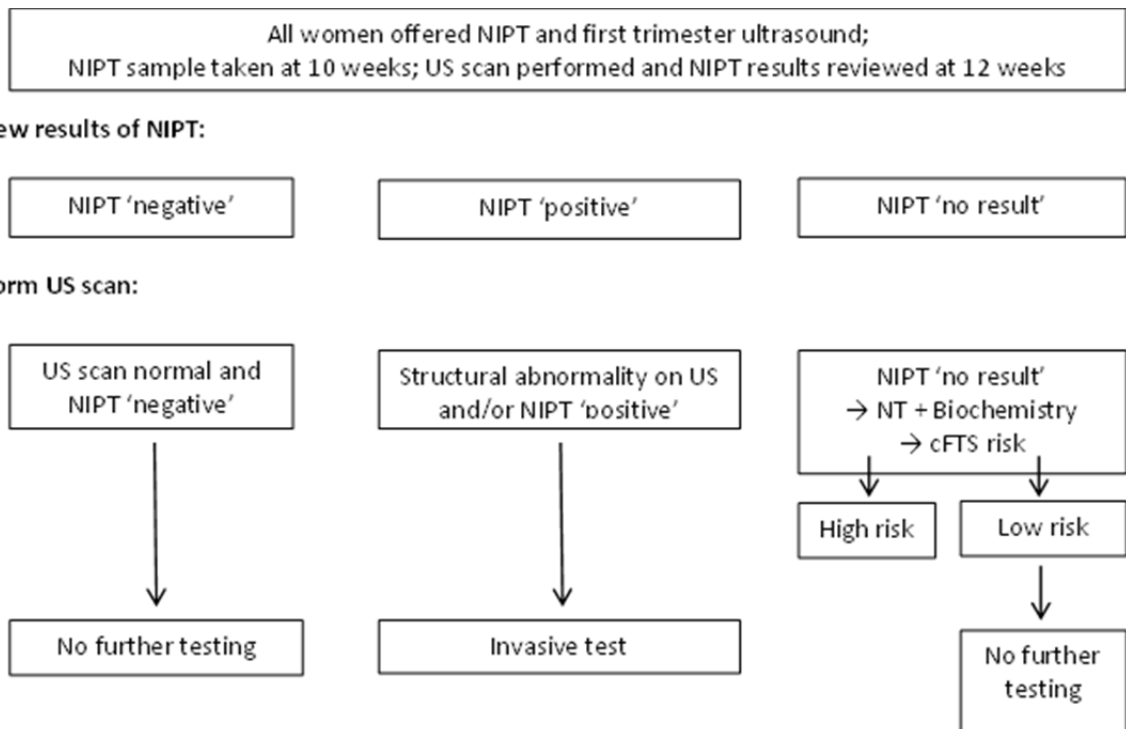 All women offered NIPT and first trimester ultrasound;
NIPT sample taken at 10 weeks; US scan performed and NIPT results reviewed at 12 weeks
ew results of NIPT:
NIPT ‘negative’
NIPT ‘positive’
NIPT ‘no result’
orm US scan:
US scan normal and
NIPT ‘negative’
Structural abnormality on US
and/or NIPT ‘positive’
NIPT ‘no result’
→ NT + Biochemistry
→ cFTS risk
High risk
Low risk
No further testing
Invasive test
No further
testing